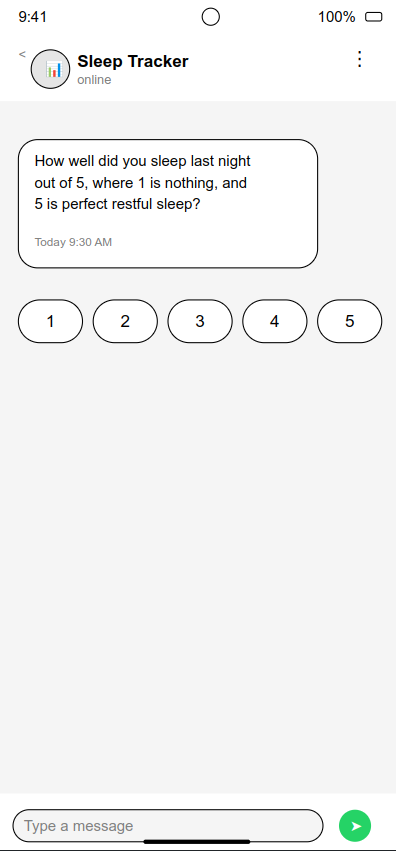 9:41
100%
<
Sleep Tracker
online
⋮
How well did you sleep last night
out of 5, where 1 is nothing, and
5 is perfect restful sleep?
Today 9:30 AM
1 2 3 4 5
Type a message